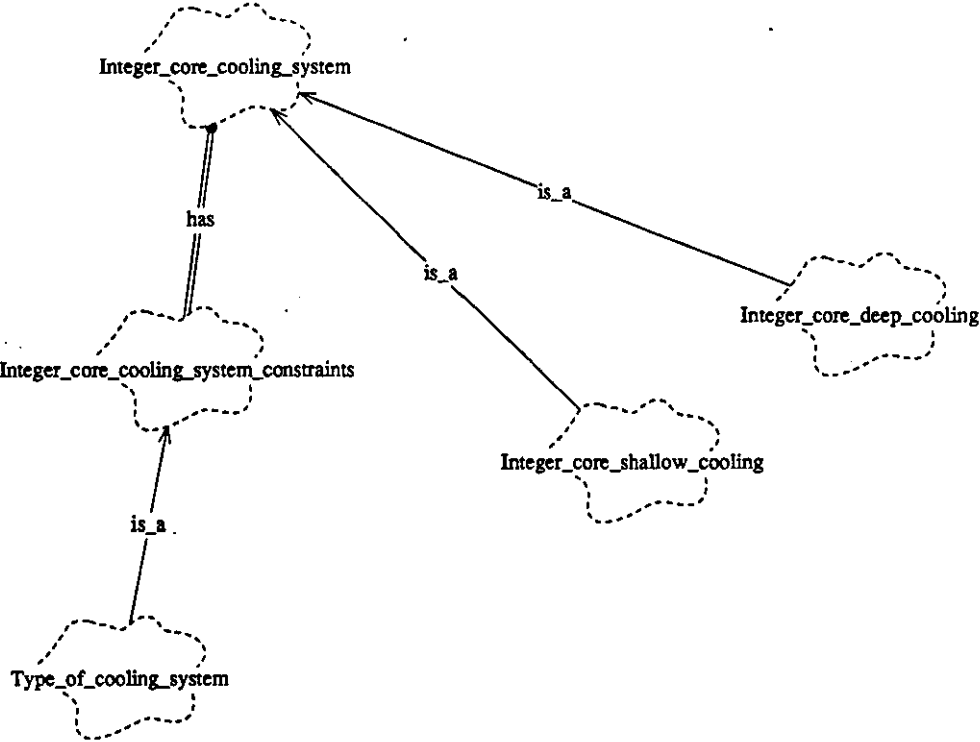 Integer_core_cooling_system
is_a
has
is_a
Integer_core_deep_cooling
Integer_core_cooling_system_constraints
Integer_core_shallow_cooling
is_a
Type_of_cooling_system